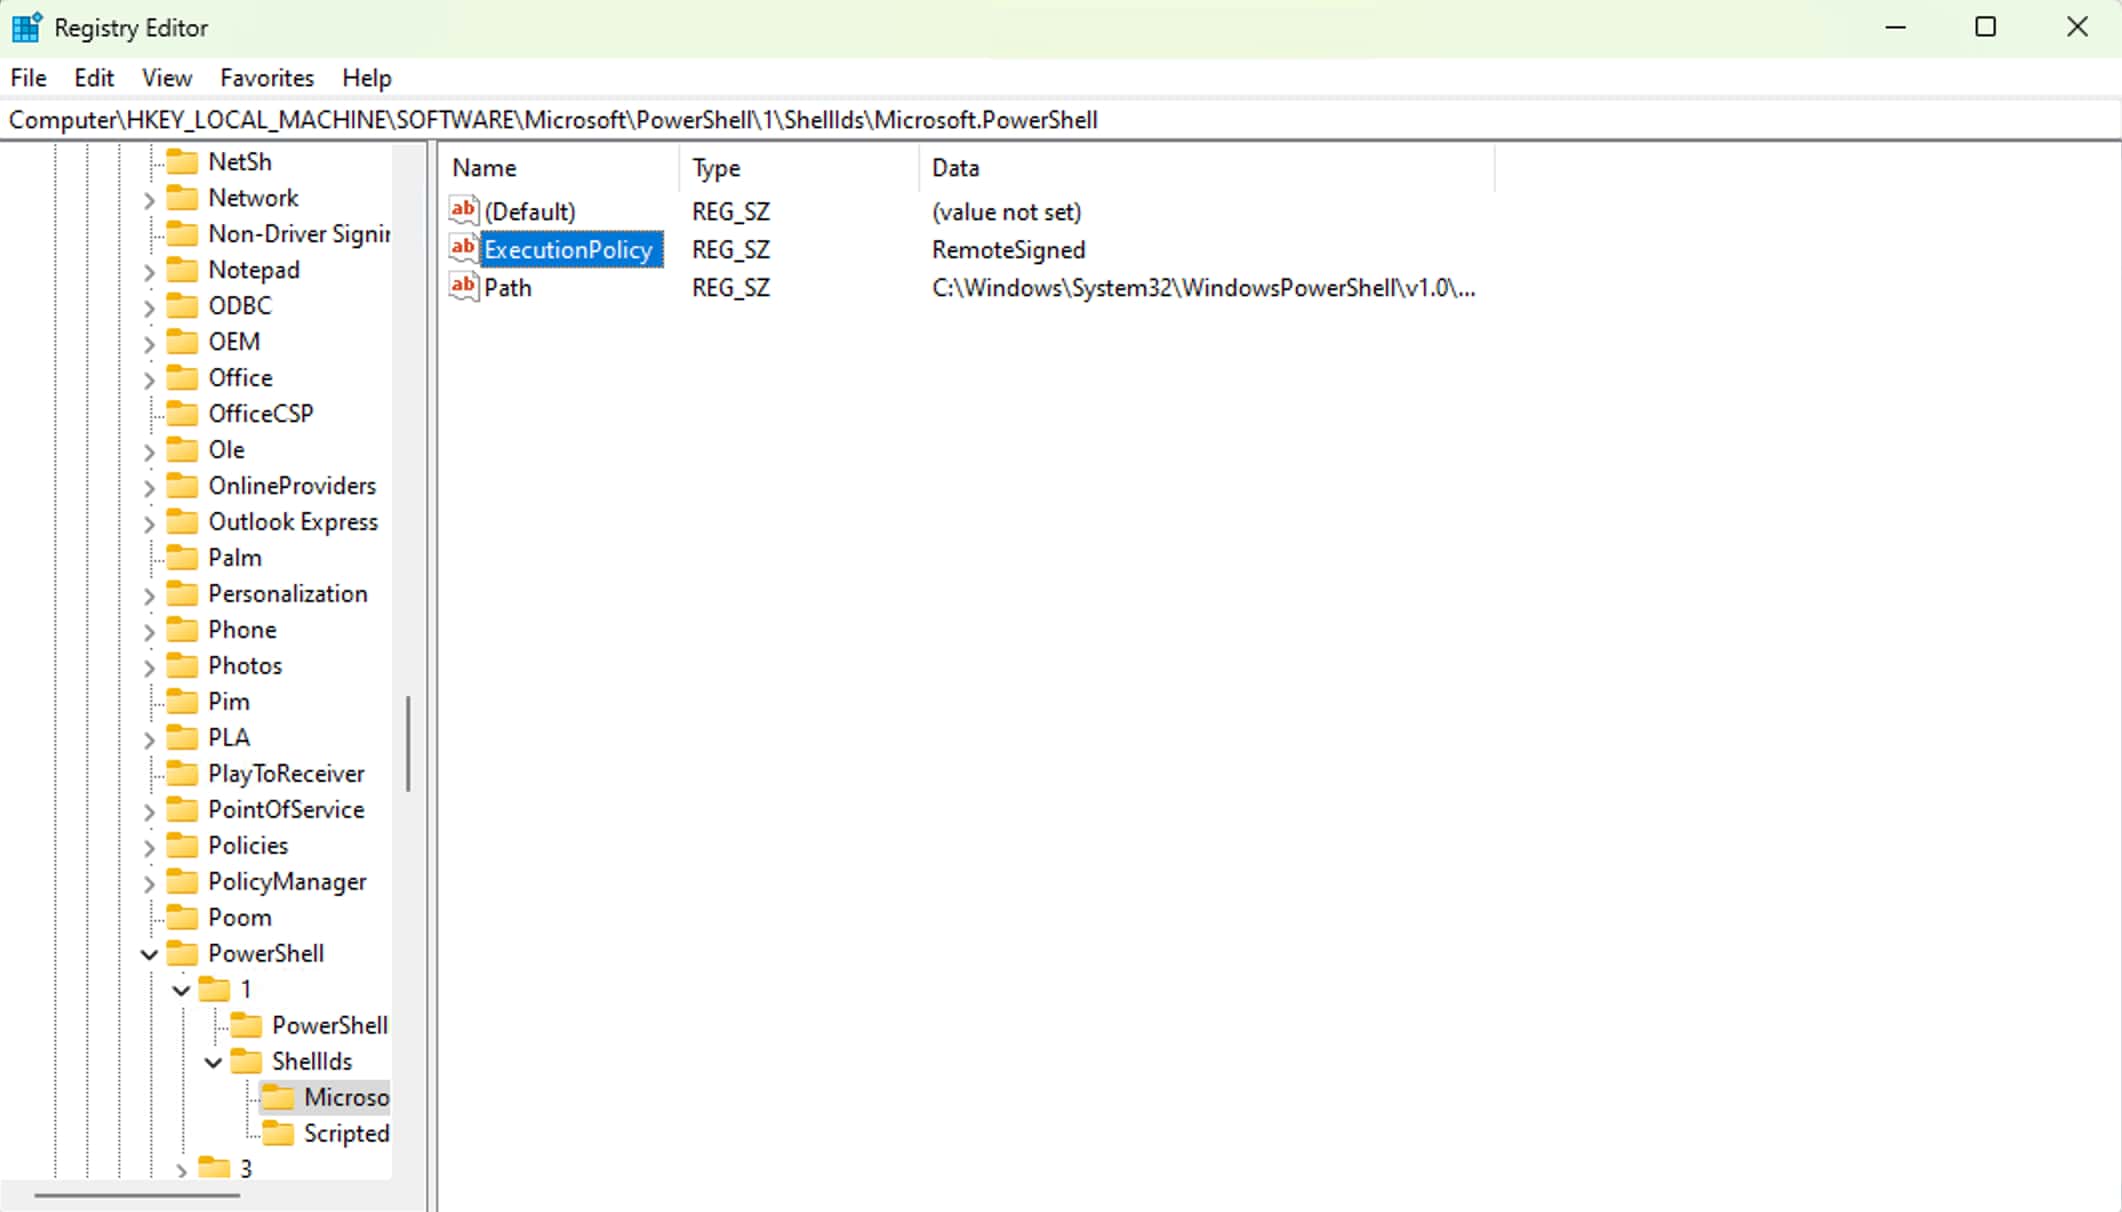 Registry Editor
File Edit View Favorites Help
Computer\HKEY_LOCAL_MACHINE\SOFTWARE\Microsoft\PowerShell\1\ShellIds\Microsoft.PowerShell
NetSh
Network
Non-Driver Signir
Notepad
ODBC
OEM
Office
OfficeCSP
Ole
OnlineProviders
Outlook Express
Palm
Personalization
Phone
Photos
Pim
PLA
PlayToReceiver
PointOfService
Policies
PolicyManager
Poom
PowerShell
1
PowerShell
ShellIds
Microso
Scripted
3
Name Type Data
(Default) REG_SZ (value not set)
ExecutionPolicy REG_SZ RemoteSigned
Path REG_SZ C:\Windows\System32\WindowsPowerShell\v1.0\...